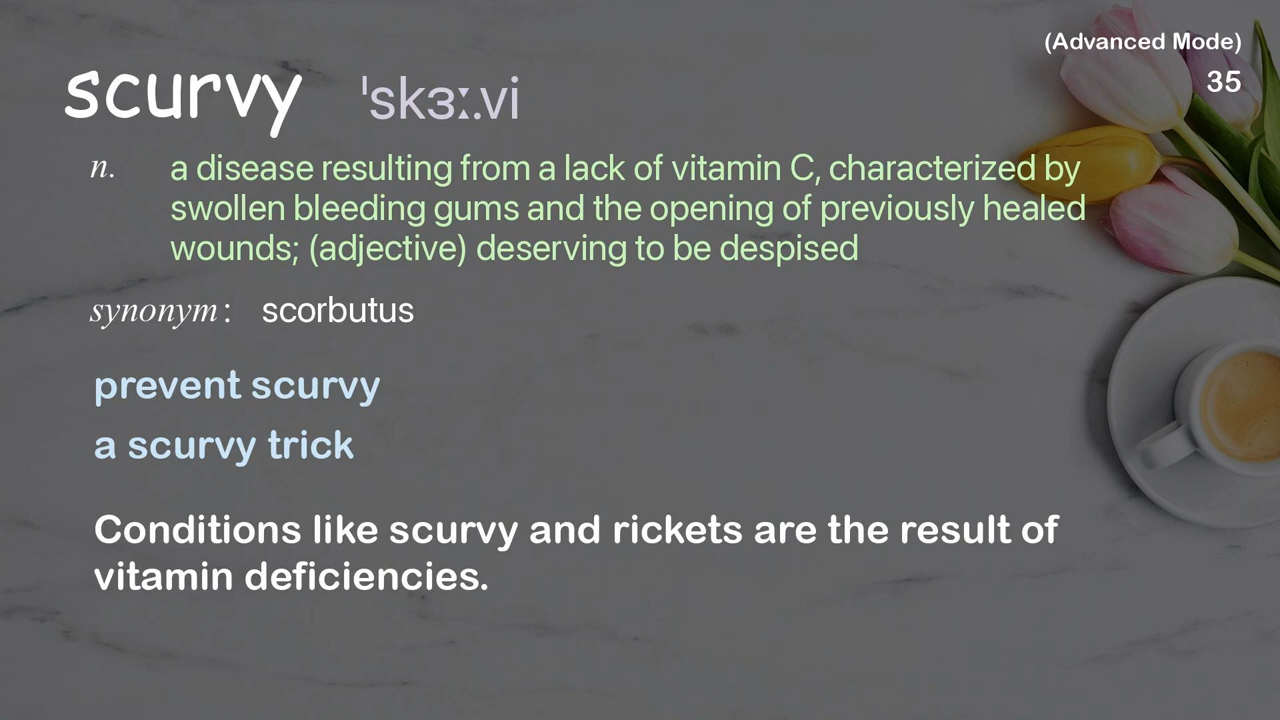 (Advanced Mode)
35
scurvy ˈskɜː.vi
n. a disease resulting from a lack of vitamin C, characterized by
swollen bleeding gums and the opening of previously healed
wounds; (adjective) deserving to be despised
synonym: scorbutus
prevent scurvy
a scurvy trick
Conditions like scurvy and rickets are the result of
vitamin deficiencies.